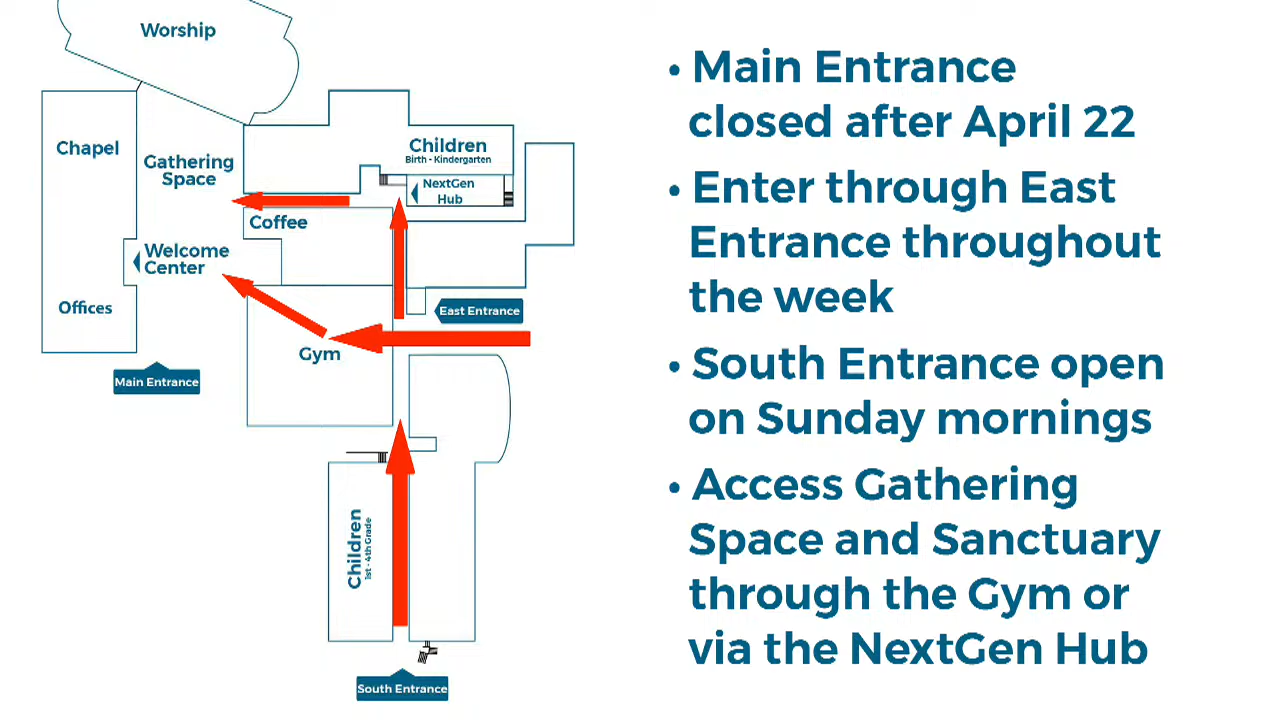 Worship
Chapel
Gathering
Space
Children
Birth - Kindergarten
NextGen
Hub
Coffee
Welcome
Center
Offices
East Entrance
Gym
Main Entrance
Children
1st - 4th Grade
South Entrance
• Main Entrance
closed after April 22
• Enter through East
Entrance throughout
the week
• South Entrance open
on Sunday mornings
• Access Gathering
Space and Sanctuary
through the Gym or
via the NextGen Hub